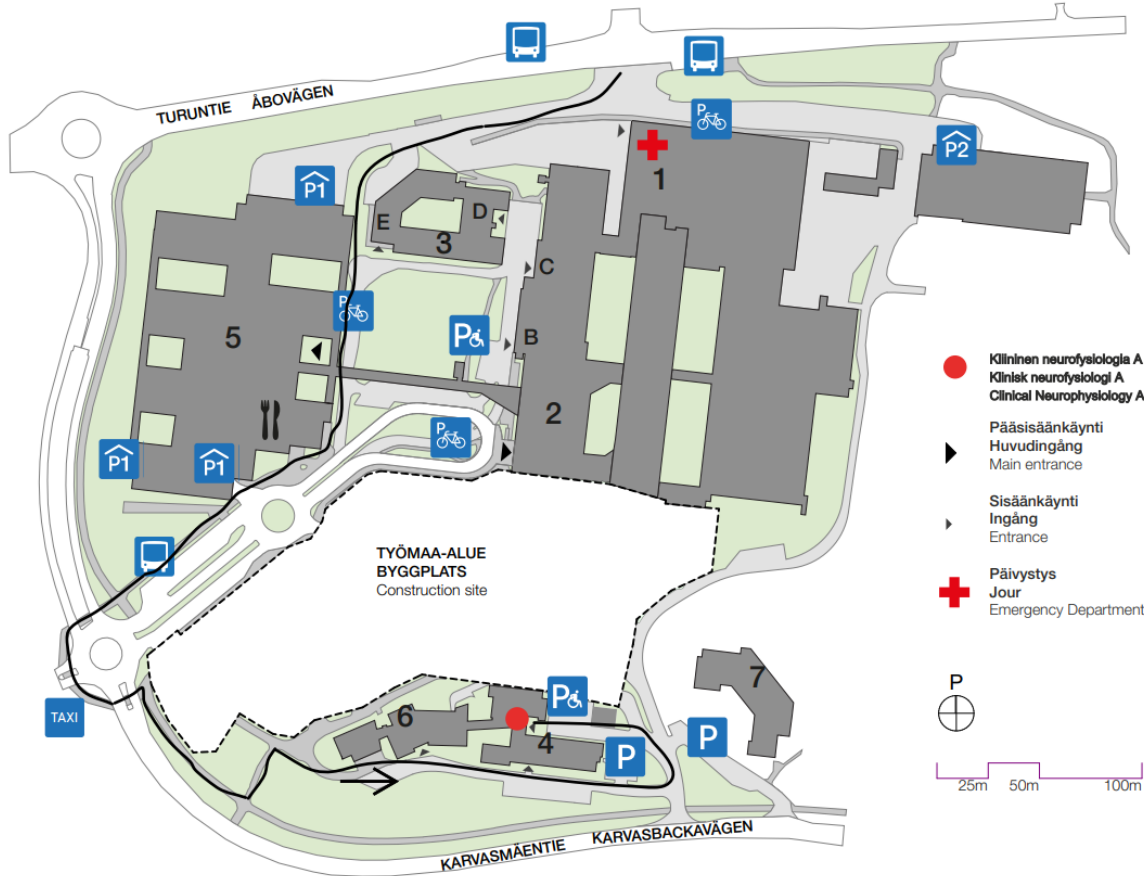 TURUNTIE ÅBOVÄGEN
P
P2
1
P1
E
D
3
C
P
5
P
B
2
P
P1
P1
TYÖMAA-ALUE
BYGGPLATS
Construction site
TAXI
6
4
P
P
P
7
KARVASMÄENTIE KARVASBACKAVÄGEN
Kliininen neurofysiologia A
Klinisk neurofysiologi A
Clinical Neurophysiology A
Pääsisäänkäynti
Huvudingång
Main entrance
Sisäänkäynti
Ingång
Entrance
Päivystys
Jour
Emergency Department
P
25m 50m 100m